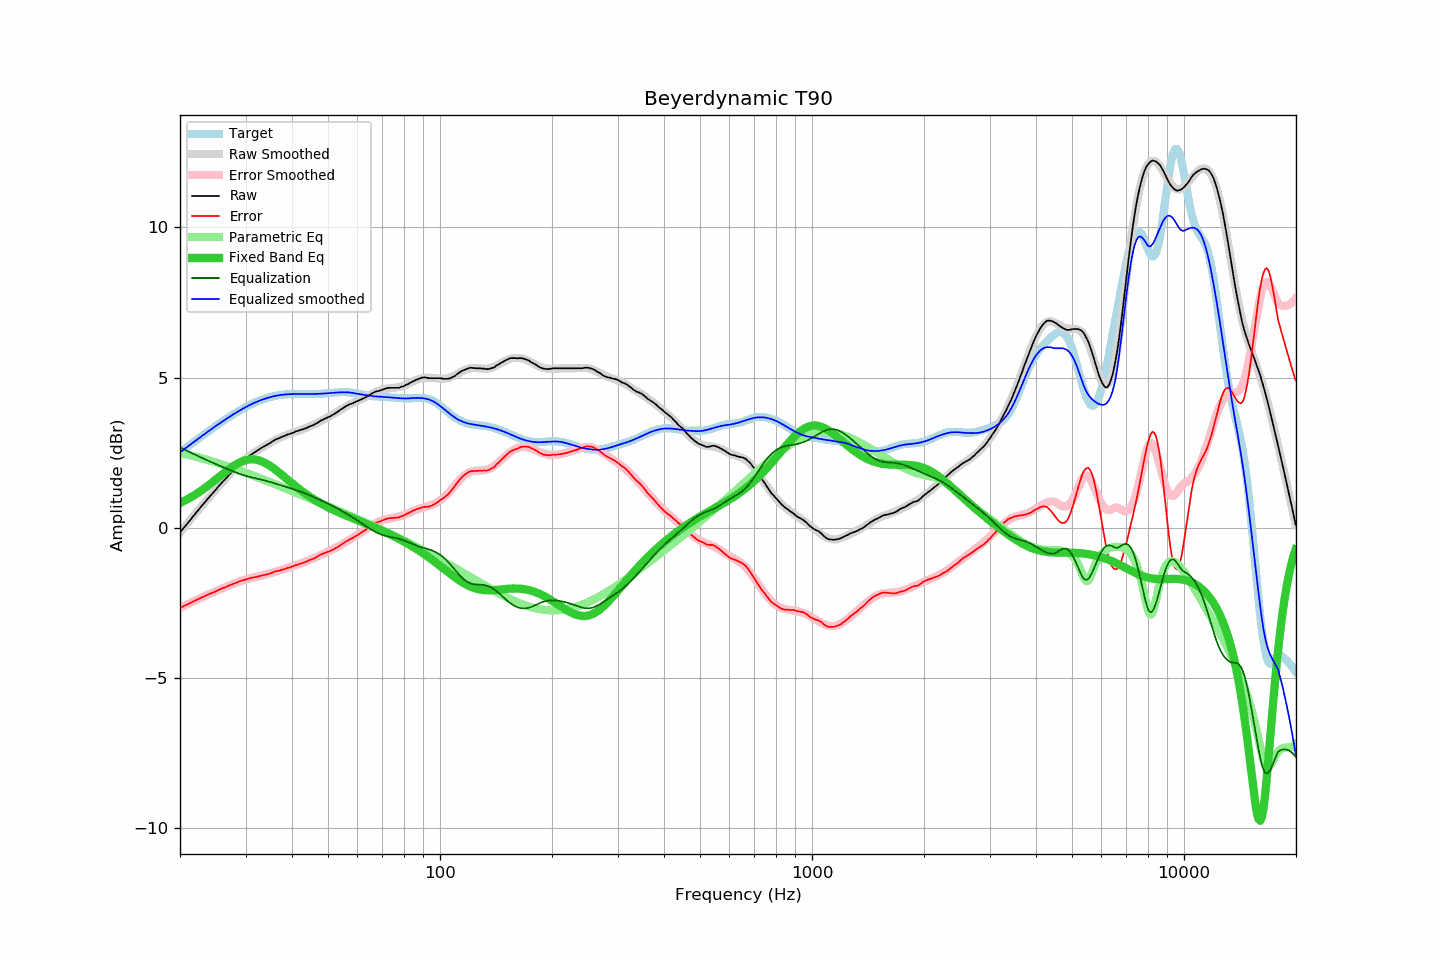 Beyerdynamic T90
Target
Raw Smoothed
Error Smoothed
Raw
Error
Parametric Eq
Fixed Band Eq
Equalization
Equalized smoothed
10
5
0
−5
−10
Amplitude (dBr)
100
1000
10000
Frequency (Hz)